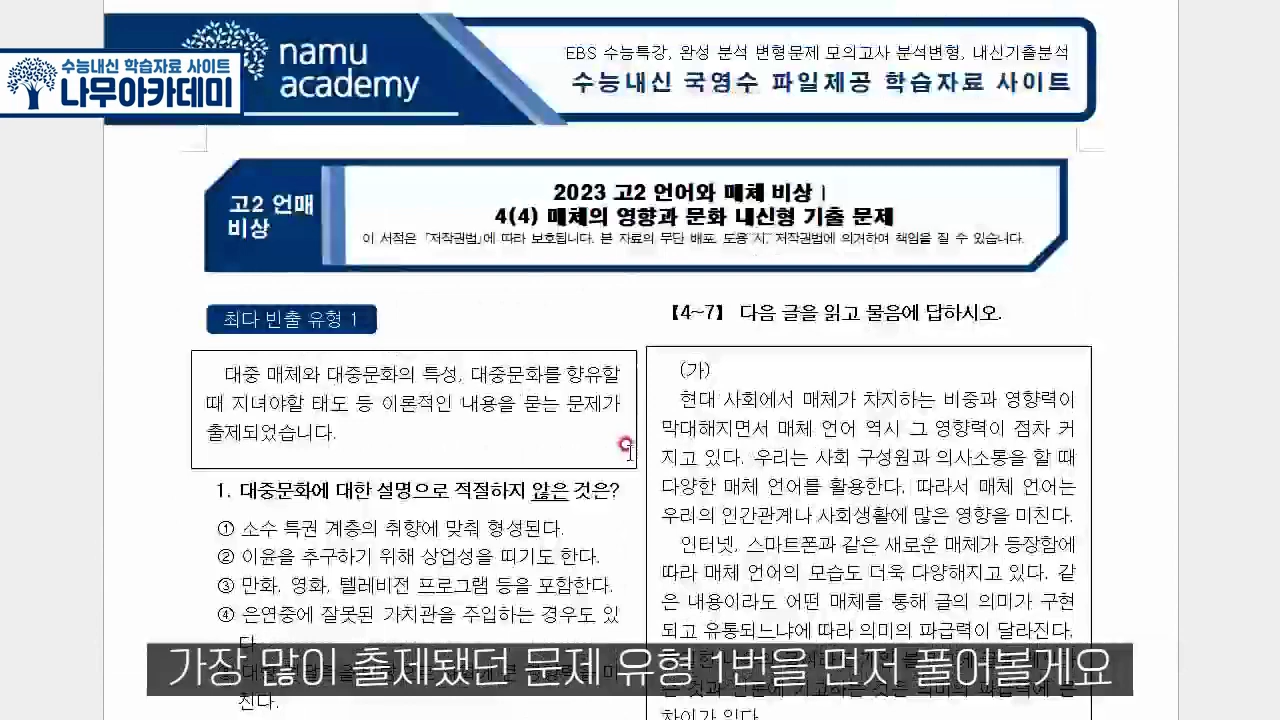 수능내신 학습자료 사이트
나무아카데미
namu
academy
EBS 수능특강, 완성 분석 변형문제 모의고사 분석변형, 내신기출분석
수능내신 국영수 파일제공 학습자료 사이트
고2 언매
비상
2023 고2 언어와 매체 비상 |
4(4) 매체의 영향과 문화 내신형 기출 문제
이 서적은 「저작권법」에 따라 보호됩니다. 본 자료의 무단 배포, 도용 시, 저작권법에 의거하여 책임을 질 수 있습니다.
최다 빈출 유형 1
대중 매체와 대중문화의 특성, 대중문화를 향유할
때 지녀야할 태도 등 이론적인 내용을 묻는 문제가
출제되었습니다.
1. 대중문화에 대한 설명으로 적절하지 않은 것은?
① 소수 특권 계층의 취향에 맞춰 형성된다.
② 이윤을 추구하기 위해 상업성을 띠기도 한다.
③ 만화, 영화, 텔레비전 프로그램 등을 포함한다.
④ 은연중에 잘못된 가치관을 주입하는 경우도 있
다.
친다.
【4~7】 다음 글을 읽고 물음에 답하시오.
(가)
현대 사회에서 매체가 차지하는 비중과 영향력이
막대해지면서 매체 언어 역시 그 영향력이 점차 커
지고 있다. 우리는 사회 구성원과 의사소통을 할 때
다양한 매체 언어를 활용한다. 따라서 매체 언어는
우리의 인간관계나 사회생활에 많은 영향을 미친다.
인터넷, 스마트폰과 같은 새로운 매체가 등장함에
따라 매체 언어의 모습도 더욱 다양해지고 있다. 같
은 내용이라도 어떤 매체를 통해 글의 의미가 구현
되고 유통되느냐에 따라 의미의 파급력이 달라진다.
차이가 있다.
가장 많이 출제됐던 문제 유형 1번을 먼저 풀어볼게요